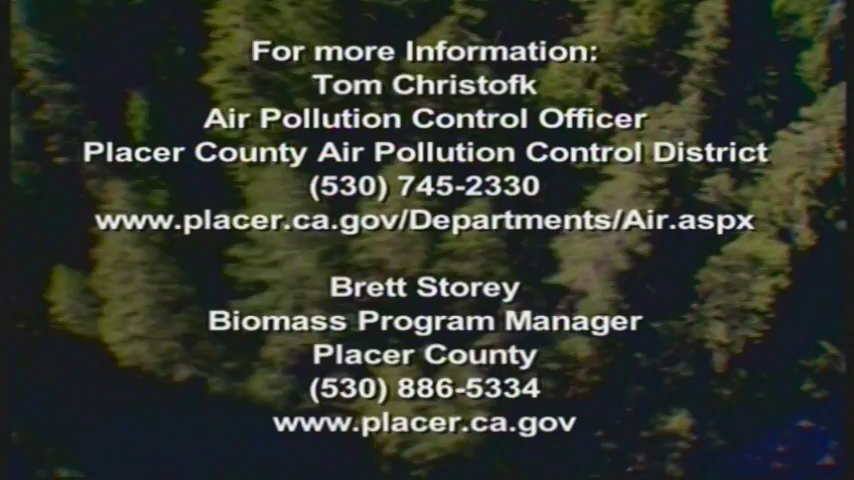 For more Information:
Tom Christofk
Air Pollution Control Officer
Placer County Air Pollution Control District
(530) 745-2330
www.placer.ca.gov/Departments/Air.aspx
Brett Storey
Biomass Program Manager
Placer County
(530) 886-5334
www.placer.ca.gov